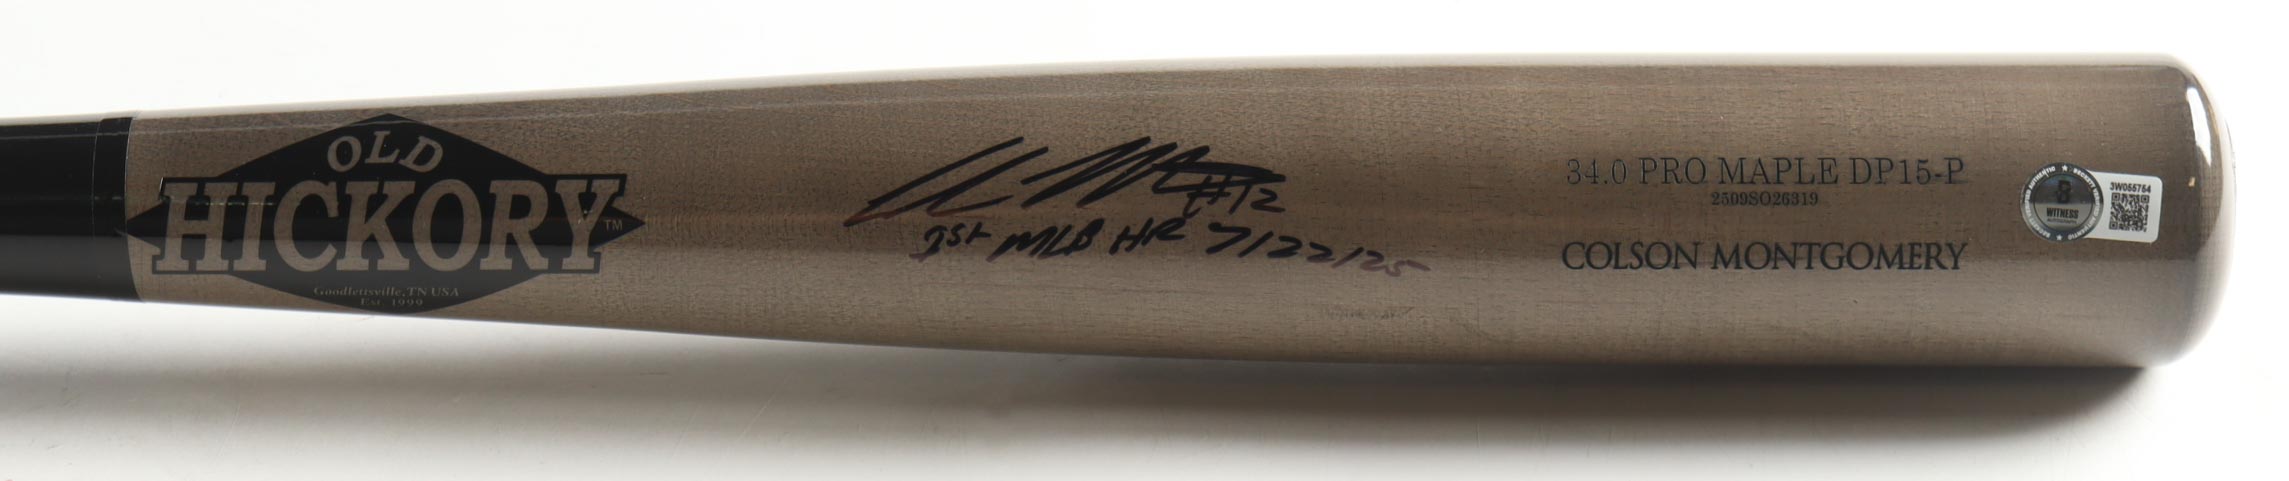 OLD
HICKORY™
Goodlettsville, TN USA
Est. 1999
#12
1st MLB HR 7/22/25
34.0 PRO MAPLE DP15-P
2509SO26319
COLSON MONTGOMERY
B
WITNESS
3W055754